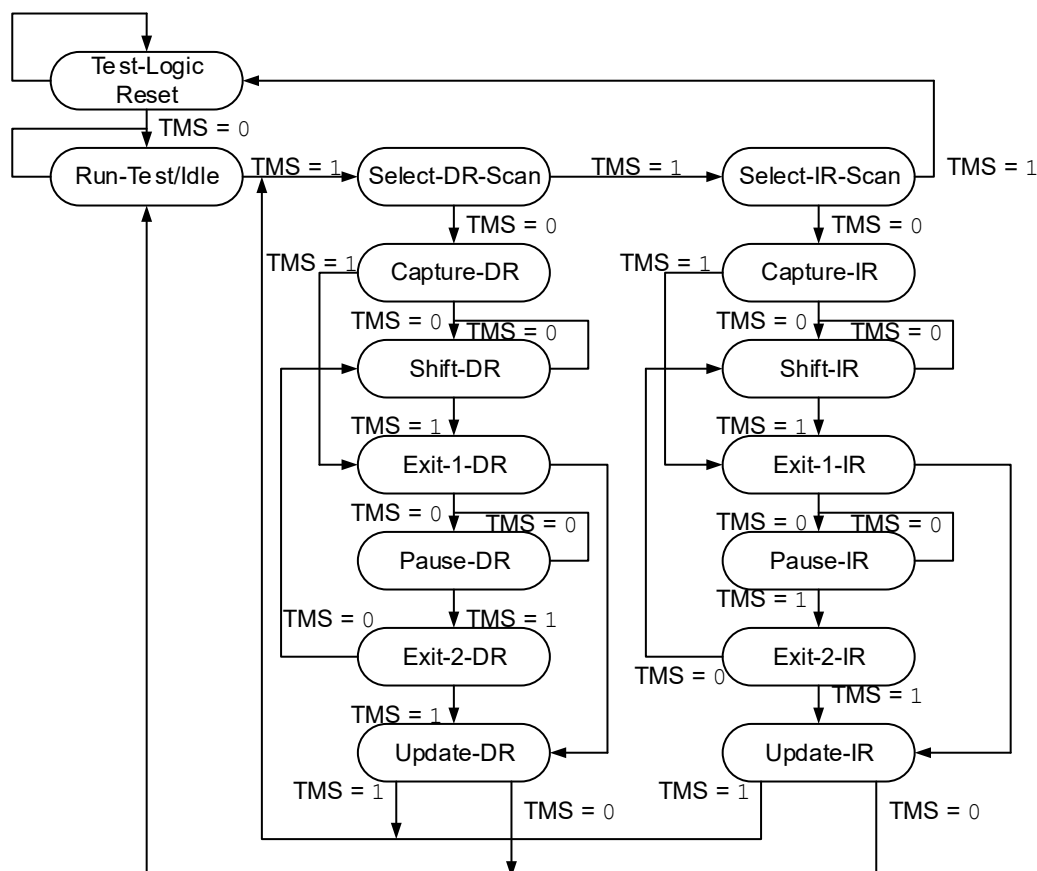 Test-Logic
Reset
TMS = 0
Run-Test/Idle
TMS = 1
Select-DR-Scan
TMS = 1
Select-IR-Scan
TMS = 1
TMS = 0
TMS = 0
TMS = 1
Capture-DR
TMS = 1
Capture-IR
TMS = 0
TMS = 0
TMS = 0
TMS = 0
Shift-DR
Shift-IR
TMS = 1
TMS = 1
Exit-1-DR
Exit-1-IR
TMS = 0
TMS = 0
TMS = 0
TMS = 0
Pause-DR
Pause-IR
TMS = 1
TMS = 0
TMS = 1
Exit-2-DR
Exit-2-IR
TMS = 0
TMS = 1
TMS = 1
Update-DR
Update-IR
TMS = 1
TMS = 0
TMS = 1
TMS = 0